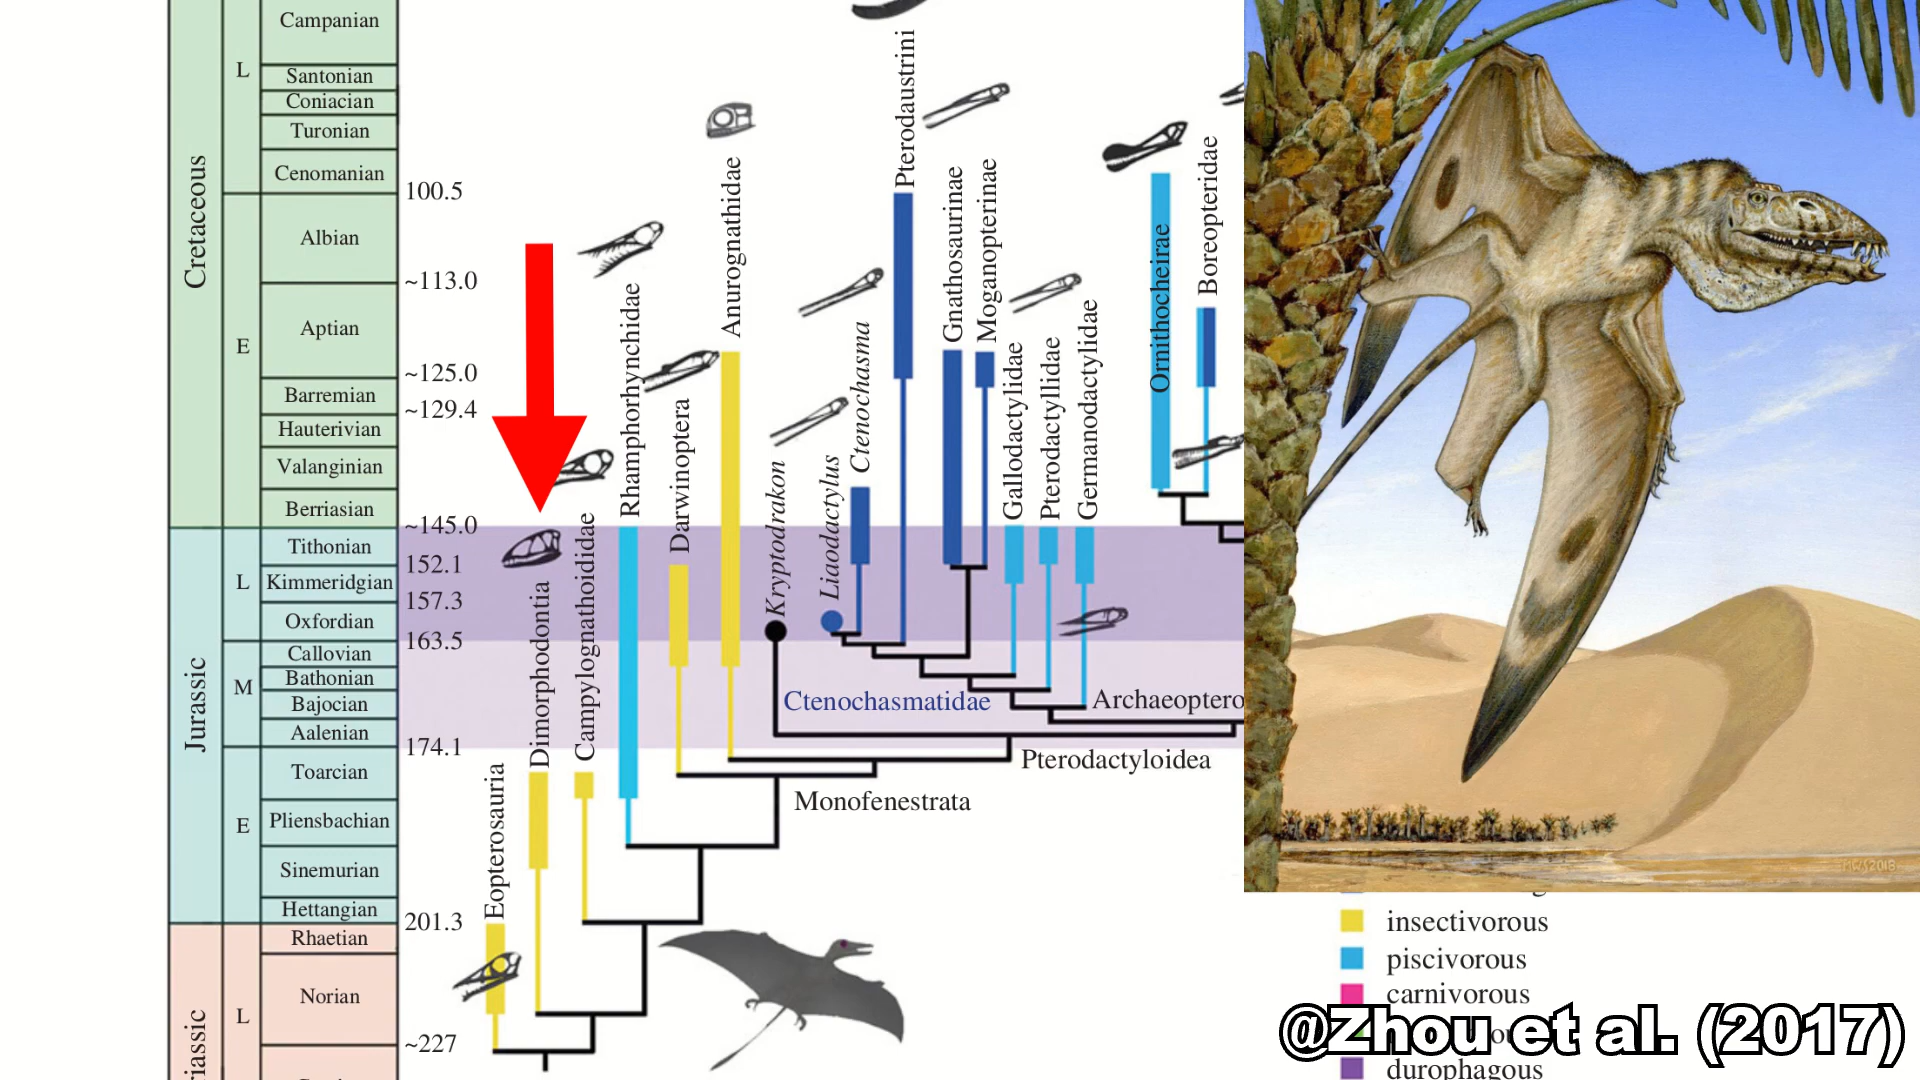 Campanian
Santonian
Coniacian
Turonian
Cenomanian
Albian
Aptian
Barremian
Hauterivian
Valanginian
Berriasian
Tithonian
Kimmeridgian
Oxfordian
Callovian
Bathonian
Bajocian
Aalenian
Toarcian
Pliensbachian
Sinemurian
Hettangian
Rhaetian
Norian
L
E
L
M
E
L
Cretaceous
Jurassic
riassic
100.5
~113.0
~125.0
~129.4
~145.0
152.1
157.3
163.5
174.1
201.3
~227
Eopterosauria
Dimorphodontia
Campylognathoididae
Rhamphorhynchidae
Darwinoptera
Anurognathidae
Kryptodrakon
Liaodactylus
Ctenochasma
Pterodaustrini
Gnathosaurinae
Moganopterinae
Gallodactylidae
Pterodactylidae
Germanodactylidae
Ornithocheirae
Boreopteridae
Ctenochasmatidae
Archaeoptero
Pterodactyloidea
Monofenestrata
insectivorous
piscivorous
carnivorous
durophagous
@Zhou et al. (2017)